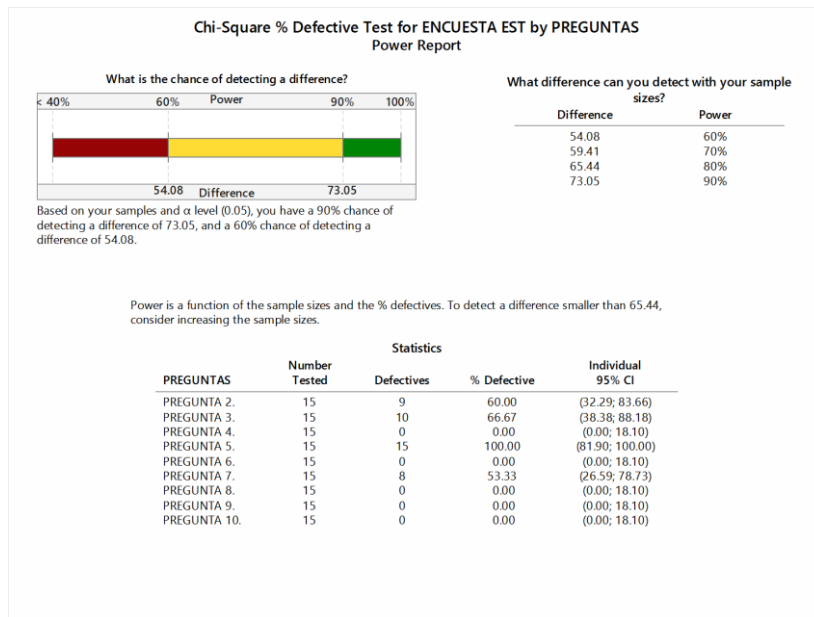 Chi-Square % Defective Test for ENCUESTA EST by PREGUNTAS
Power Report
What is the chance of detecting a difference?
< 40% 60% Power 90% 100%
54.08 Difference 73.05
Based on your samples and α level (0.05), you have a 90% chance of
detecting a difference of 73.05, and a 60% chance of detecting a
difference of 54.08.
What difference can you detect with your sample
sizes?
Difference Power
54.08 60%
59.41 70%
65.44 80%
73.05 90%
Power is a function of the sample sizes and the % defectives. To detect a difference smaller than 65.44,
consider increasing the sample sizes.
Statistics
Number Individual
PREGUNTAS Tested Defectives % Defective 95% CI
PREGUNTA 2. 15 9 60.00 (32.29; 83.66)
PREGUNTA 3. 15 10 66.67 (38.38; 88.18)
PREGUNTA 4. 15 0 0.00 (0.00; 18.10)
PREGUNTA 5. 15 15 100.00 (81.90; 100.00)
PREGUNTA 6. 15 0 0.00 (0.00; 18.10)
PREGUNTA 7. 15 8 53.33 (26.59; 78.73)
PREGUNTA 8. 15 0 0.00 (0.00; 18.10)
PREGUNTA 9. 15 0 0.00 (0.00; 18.10)
PREGUNTA 10. 15 0 0.00 (0.00; 18.10)